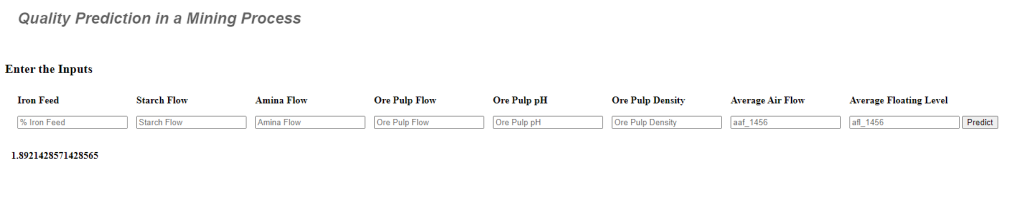 Quality Prediction in a Mining Process
Enter the Inputs
Iron Feed Starch Flow Amina Flow Ore Pulp Flow Ore Pulp pH Ore Pulp Density Average Air Flow Average Floating Level
% Iron Feed Starch Flow Amina Flow Ore Pulp Flow Ore Pulp pH Ore Pulp Density aaf_1456 afl_1456 Predict
1.8921428571428565